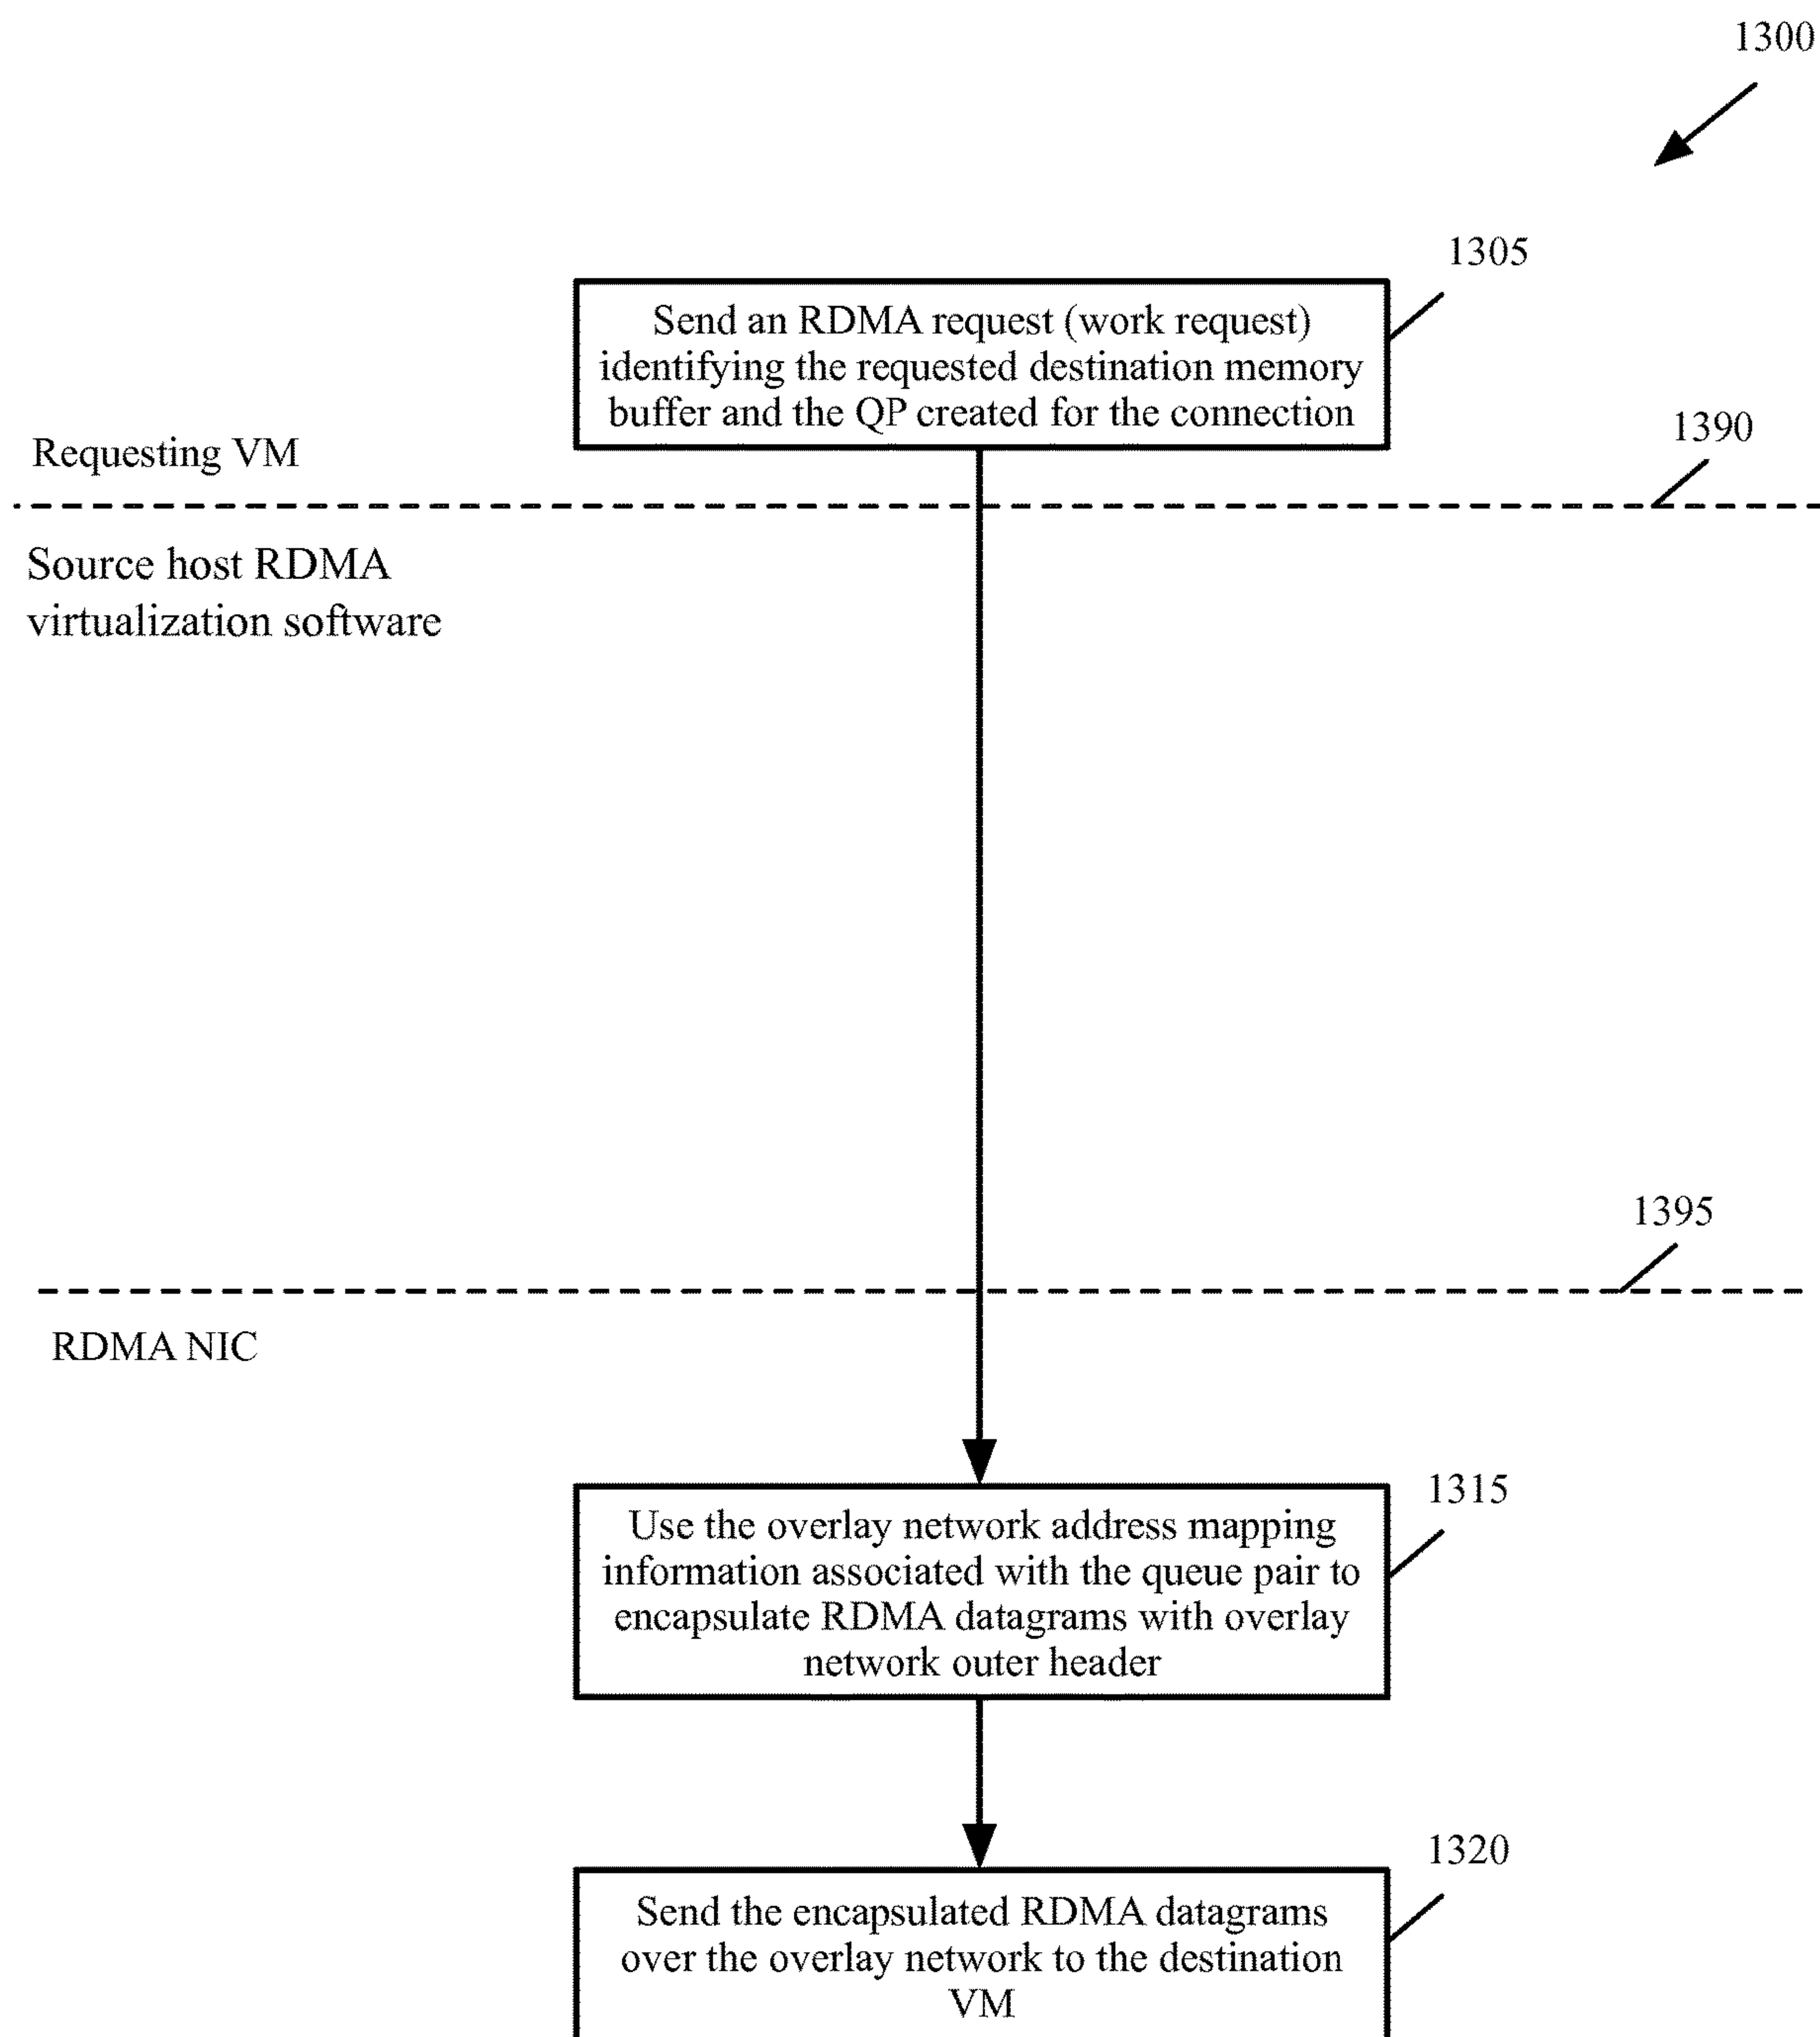 1300
1305
Send an RDMA request (work request)
identifying the requested destination memory
buffer and the QP created for the connection
1390
Requesting VM
Source host RDMA
virtualization software
1395
RDMA NIC
1315
Use the overlay network address mapping
information associated with the queue pair to
encapsulate RDMA datagrams with overlay
network outer header
1320
Send the encapsulated RDMA datagrams
over the overlay network to the destination
VM